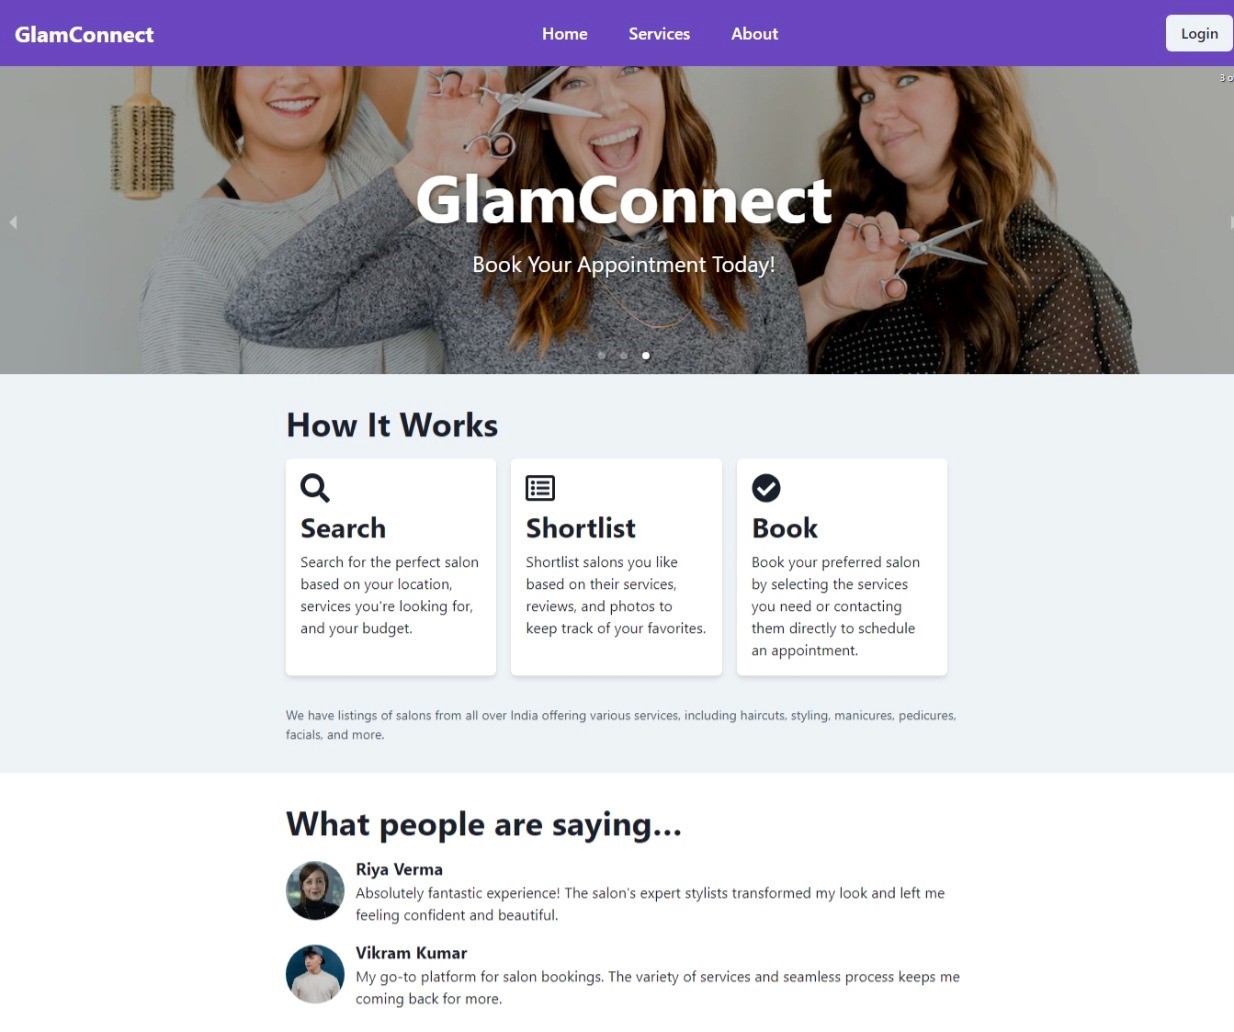 GlamConnect
Home
Services
About
Login
GlamConnect
Book Your Appointment Today!
How It Works
Search
Search for the perfect salon
based on your location,
services you're looking for,
and your budget.
Shortlist
Shortlist salons you like
based on their services,
reviews, and photos to
keep track of your favorites.
Book
Book your preferred salon
by selecting the services
you need or contacting
them directly to schedule
an appointment.
We have listings of salons from all over India offering various services, including haircuts, styling, manicures, pedicures,
facials, and more.
What people are saying...
Riya Verma
Absolutely fantastic experience! The salon's expert stylists transformed my look and left me
feeling confident and beautiful.
Vikram Kumar
My go-to platform for salon bookings. The variety of services and seamless process keeps me
coming back for more.